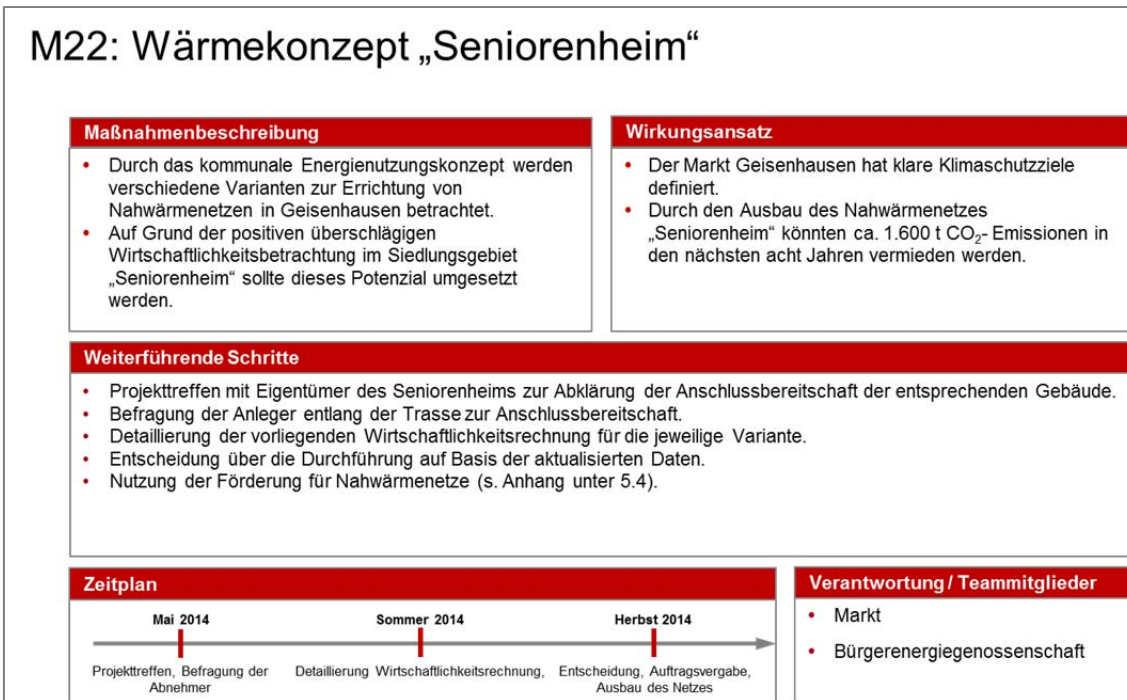 M22: Wärmekonzept „Seniorenheim“
Maßnahmenbeschreibung
• Durch das kommunale Energienutzungskonzept werden
verschiedene Varianten zur Errichtung von
Nahwärmenetzen in Geisenhausen betrachtet.
• Auf Grund der positiven überschlägigen
Wirtschaftlichkeitsbetrachtung im Siedlungsgebiet
„Seniorenheim“ sollte dieses Potenzial umgesetzt
werden.
Wirkungsansatz
• Der Markt Geisenhausen hat klare Klimaschutzziele
definiert.
• Durch den Ausbau des Nahwärmenetzes
„Seniorenheim“ könnten ca. 1.600 t CO₂- Emissionen in
den nächsten acht Jahren vermieden werden.
Weiterführende Schritte
• Projekttreffen mit Eigentümer des Seniorenheims zur Abklärung der Anschlussbereitschaft der entsprechenden Gebäude.
• Befragung der Anleger entlang der Trasse zur Anschlussbereitschaft.
• Detaillierung der vorliegenden Wirtschaftlichkeitsrechnung für die jeweilige Variante.
• Entscheidung über die Durchführung auf Basis der aktualisierten Daten.
• Nutzung der Förderung für Nahwärmenetze (s. Anhang unter 5.4).
Zeitplan
Mai 2014
Projekttreffen, Befragung der
Abnehmer
Sommer 2014
Detaillierung Wirtschaftlichkeitsrechnung,
Herbst 2014
Entscheidung, Auftragsvergabe,
Ausbau des Netzes
Verantwortung / Teammitglieder
• Markt
• Bürgerenergiegenossenschaft